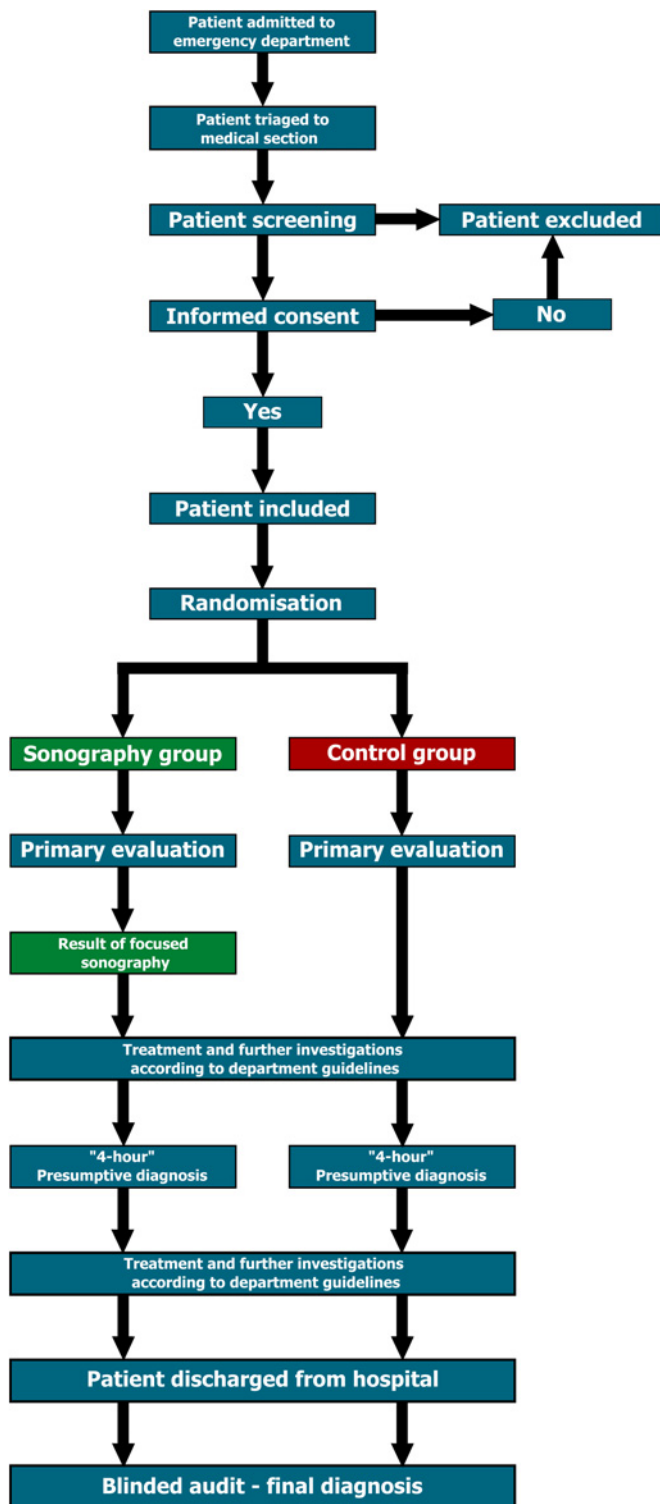 Patient admitted to
emergency department
Patient triaged to
medical section
Patient screening
Patient excluded
Informed consent
No
Yes
Patient included
Randomisation
Sonography group
Control group
Primary evaluation
Primary evaluation
Result of focused
sonography
Treatment and further investigations
according to department guidelines
"4-hour"
Presumptive diagnosis
"4-hour"
Presumptive diagnosis
Treatment and further investigations
according to department guidelines
Patient discharged from hospital
Blinded audit - final diagnosis